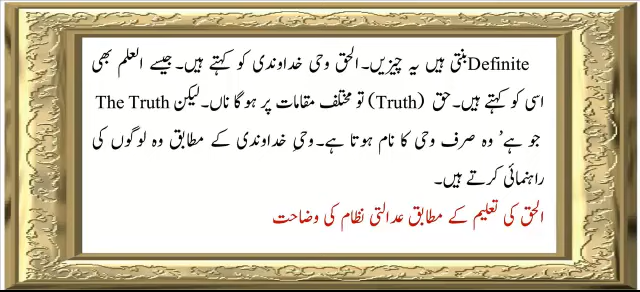 Definite بنتی ہیں یہ چیزیں۔ الحق وحی خداوندی کو کہتے ہیں۔ جیسے العلم بھی
اسی کو کہتے ہیں۔ حق (Truth) تو مختلف مقامات پر ہو گا ناں۔ لیکن The Truth
جو ہے’ وہ صرف وحی کا نام ہوتا ہے۔ وحیِ خداوندی کے مطابق وہ لوگوں کی
راہنمائی کرتے ہیں۔
الحق کی تعلیم کے مطابق عدالتی نظام کی وضاحت